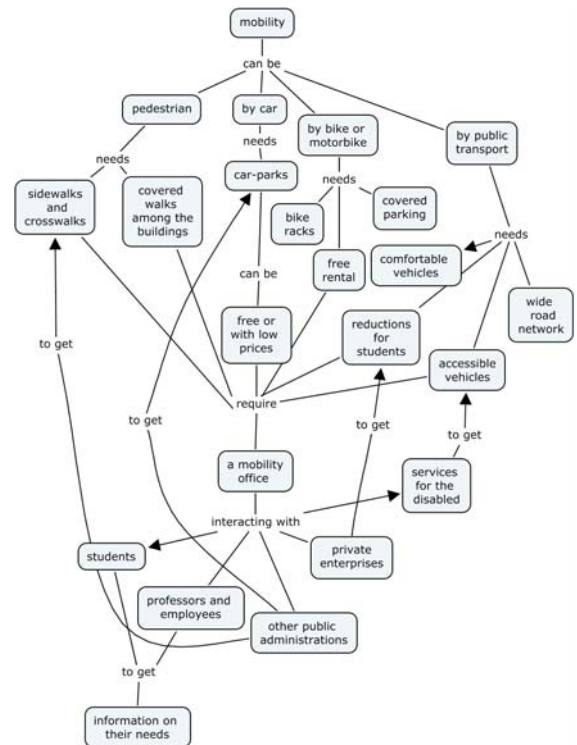 mobility
can be
pedestrian
by car
by bike or
motorbike
by public
transport
needs
needs
needs
needs
sidewalks
and
crosswalks
covered
walks
among the
buildings
car-parks
bike
racks
covered
parking
free
rental
comfortable
vehicles
wide
road
network
can be
free or
with low
prices
reductions
for
students
accessible
vehicles
to get
to get
to get
to get
require
a mobility
office
services
for the
disabled
interacting with
students
private
enterprises
professors and
employees
other public
administrations
to get
information on
their needs